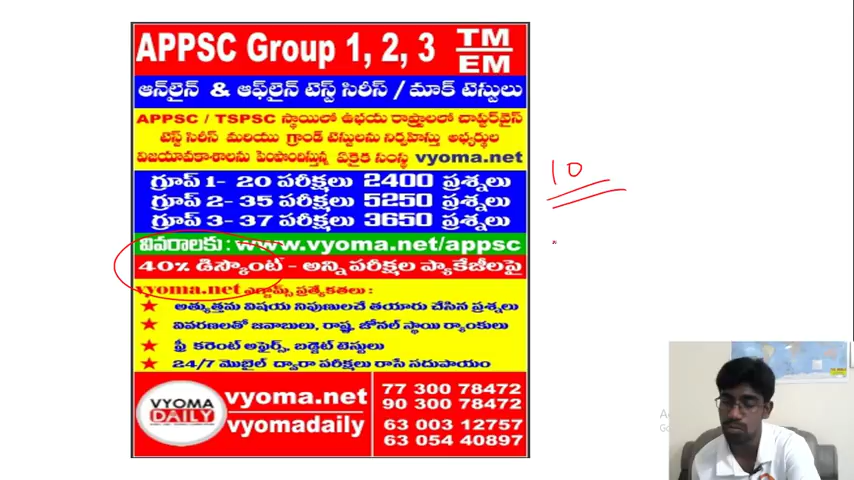 APPSC Group 1, 2, 3 TM EM
ఆన్‌లైన్ & ఆఫ్‌లైన్ టెస్ట్ సిరీస్ / మాక్ టెస్టులు
APPSC / TSPSC స్థాయిలో ఉభయ రాష్ట్రాలలో చాప్టర్‌వైస్
టెస్ట్ సిరీస్ మరియు గ్రాండ్ టెస్టులను నిర్వహిస్తు అభ్యర్థుల
విజయావకాశాలను పెంపొందిస్తున్న ఏకైక సంస్థ vyoma.net
గ్రూప్ 1- 20 పరీక్షలు 2400 ప్రశ్నలు
గ్రూప్ 2- 35 పరీక్షలు 5250 ప్రశ్నలు
గ్రూప్ 3- 37 పరీక్షలు 3650 ప్రశ్నలు
10
వివరాలకు : www.vyoma.net/appsc
40% డిస్కౌంట్ - అన్ని పరీక్షల ప్యాకేజీలపై
vyoma.net ఎగ్జామ్స్ ప్రత్యేకతలు :
★ అత్యుత్తమ విషయ నిపుణులచే తయారు చేసిన ప్రశ్నలు
★ వివరణలతో జవాబులు, రాష్ట్ర, జోనల్ స్థాయి ర్యాంకులు
★ ఫ్రీ కరెంట్ అఫైర్స్, బడ్జెట్ టెస్టులు
★ 24/7 మొబైల్ ద్వారా పరీక్షలు రాసే సదుపాయం
VYOMA DAILY
vyoma.net
vyomadaily
77 300 78472
90 300 78472
63 003 12757
63 054 40897